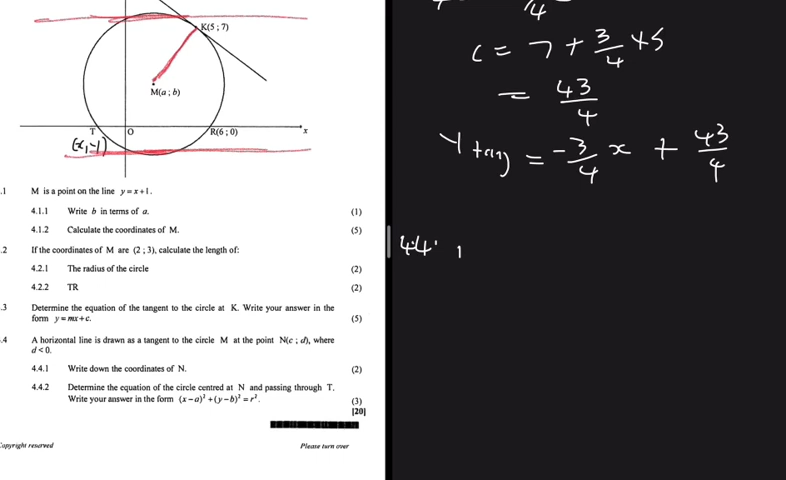 K(5 ; 7)
M(a ; b)
T
O
R(6 ; 0)
x
(x,-y)
.1 M is a point on the line y = x + 1.
4.1.1 Write b in terms of a. (1)
4.1.2 Calculate the coordinates of M. (5)
.2 If the coordinates of M are (2 ; 3), calculate the length of:
4.2.1 The radius of the circle (2)
4.2.2 TR (2)
.3 Determine the equation of the tangent to the circle at K. Write your answer in the
form y = mx + c. (5)
.4 A horizontal line is drawn as a tangent to the circle M at the point N(c ; d), where
d < 0.
4.4.1 Write down the coordinates of N. (2)
4.4.2 Determine the equation of the circle centred at N and passing through T.
Write your answer in the form (x − a)² + (y − b)² = r². (3)
[20]
Copyright reserved Please turn over
4
c = 7 + 3/4 × 5
= 43/4
y tang = -3/4 x + 43/4
4.4. 1